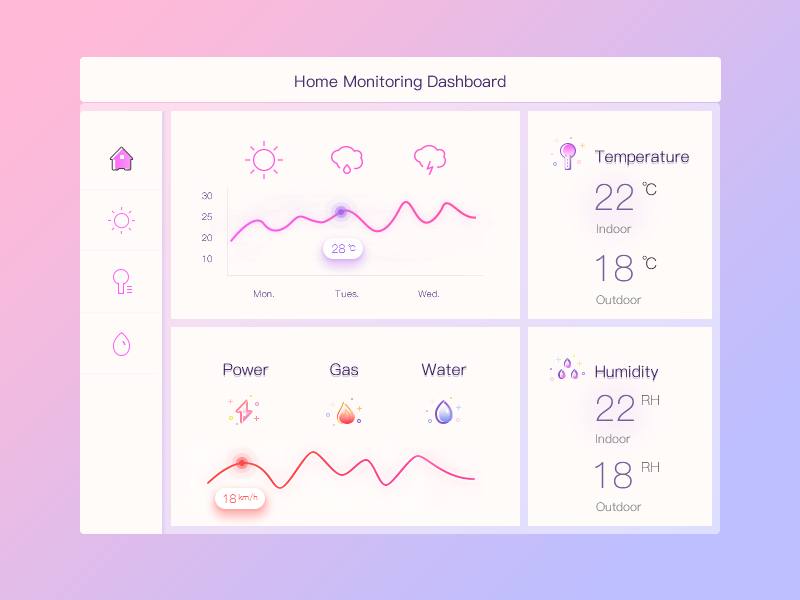 Home Monitoring Dashboard
30
25
20
10
28 ℃
Mon. Tues. Wed.
Temperature
22 ℃
Indoor
18 ℃
Outdoor
Power Gas Water
18 km/h
Humidity
22 RH
Indoor
18 RH
Outdoor